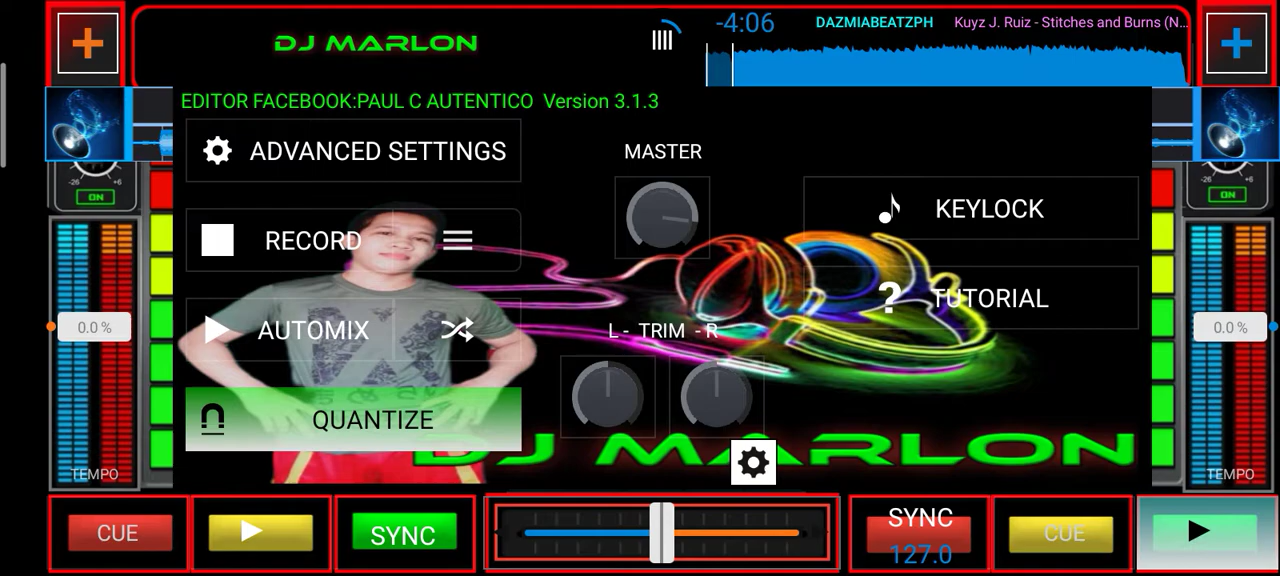 DJ MARLON
-4:06
DAZMIABEATZPH
Kuyz J. Ruiz - Stitches and Burns (N...
EDITOR FACEBOOK:PAUL C AUTENTICO Version 3.1.3
ADVANCED SETTINGS
MASTER
-26 +6
ON
-26 +6
ON
RECORD
KEYLOCK
TUTORIAL
AUTOMIX
L - TRIM - R
0.0 %
0.0 %
QUANTIZE
DJ MARLON
TEMPO
TEMPO
CUE
SYNC
SYNC
127.0
CUE